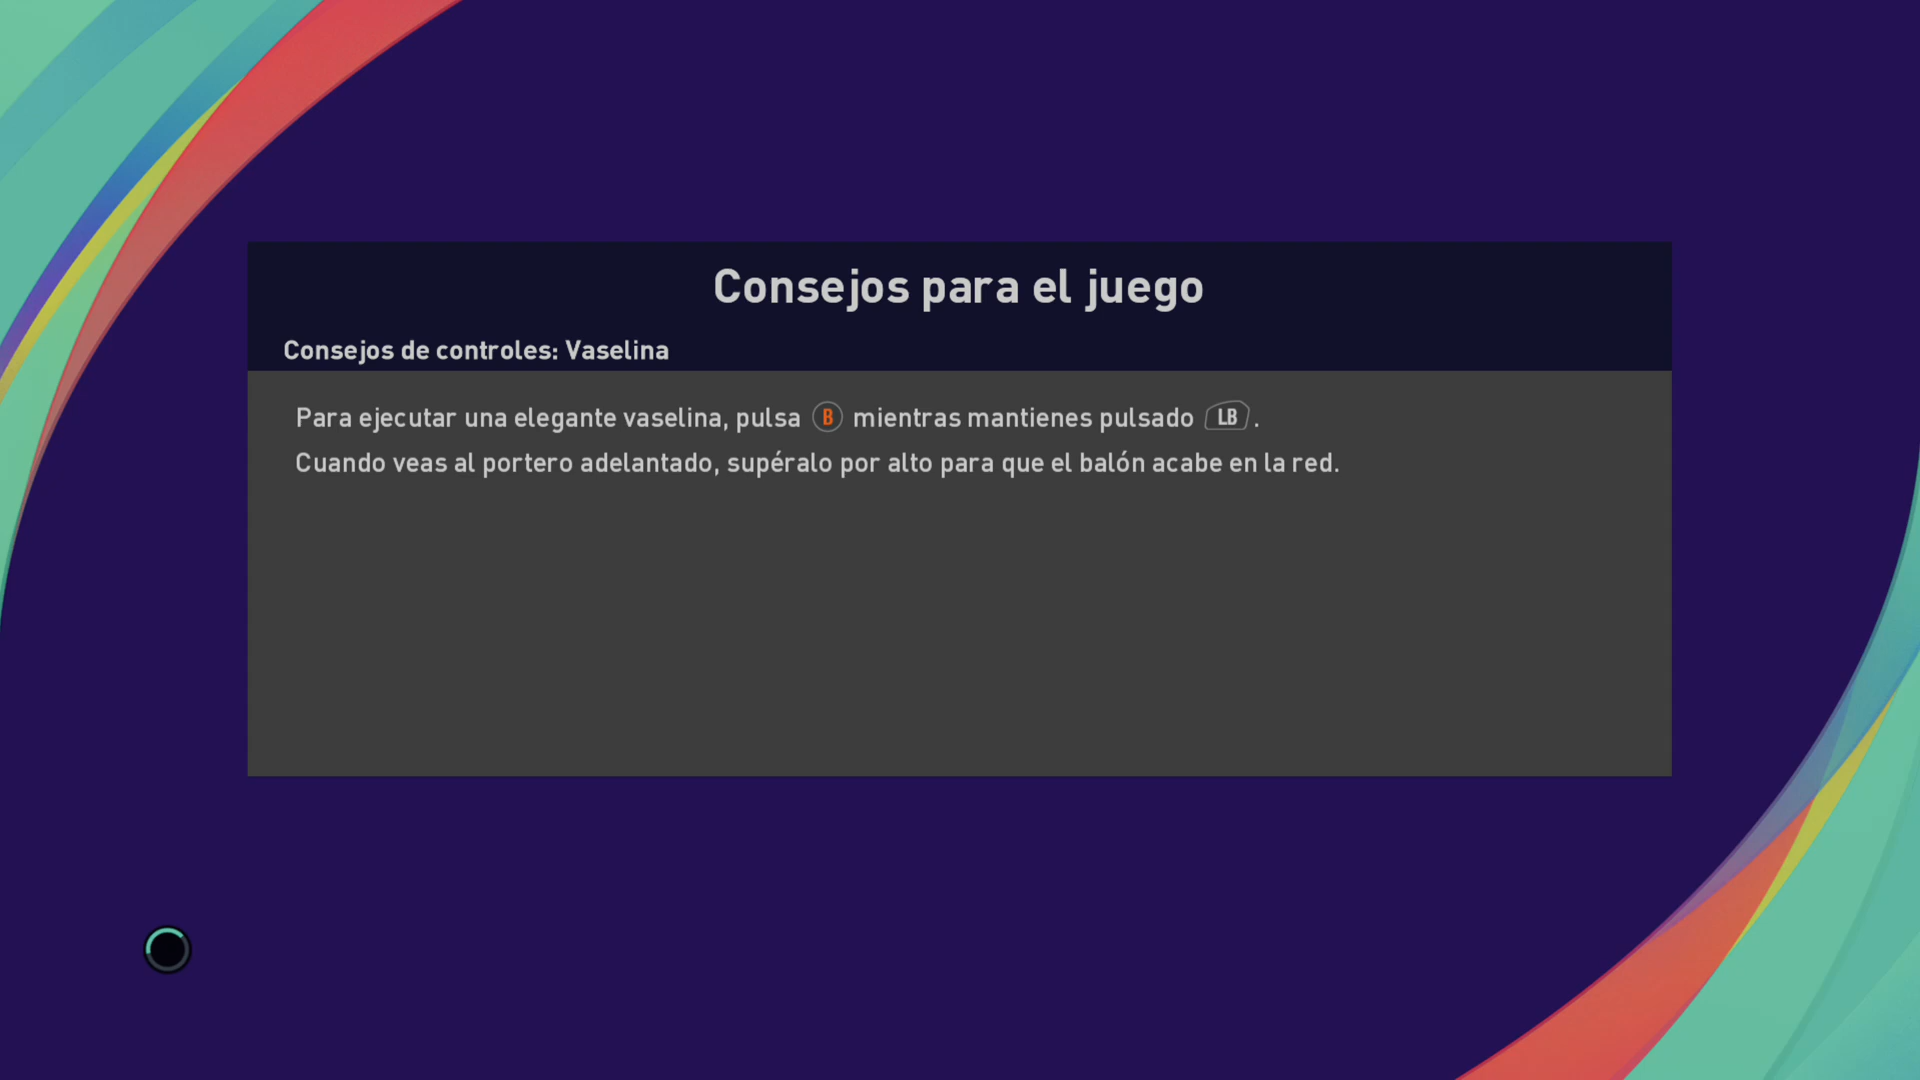 Consejos para el juego
Consejos de controles: Vaselina
Para ejecutar una elegante vaselina, pulsa B mientras mantienes pulsado LB.
Cuando veas al portero adelantado, supéralo por alto para que el balón acabe en la red.